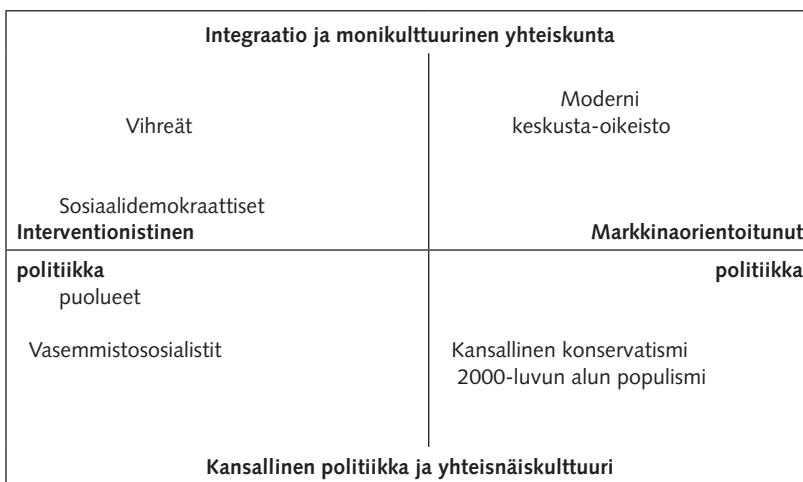 Integraatio ja monikulttuurinen yhteiskunta
Moderni
Vihreät keskusta-oikeisto
Sosiaalidemokraattiset
Interventionistinen Markkinaorientoitunut
politiikka politiikka
puolueet
Vasemmistososialistit Kansallinen konservatismi
2000-luvun alun populismi
Kansallinen politiikka ja yhteisnäiskulttuuri